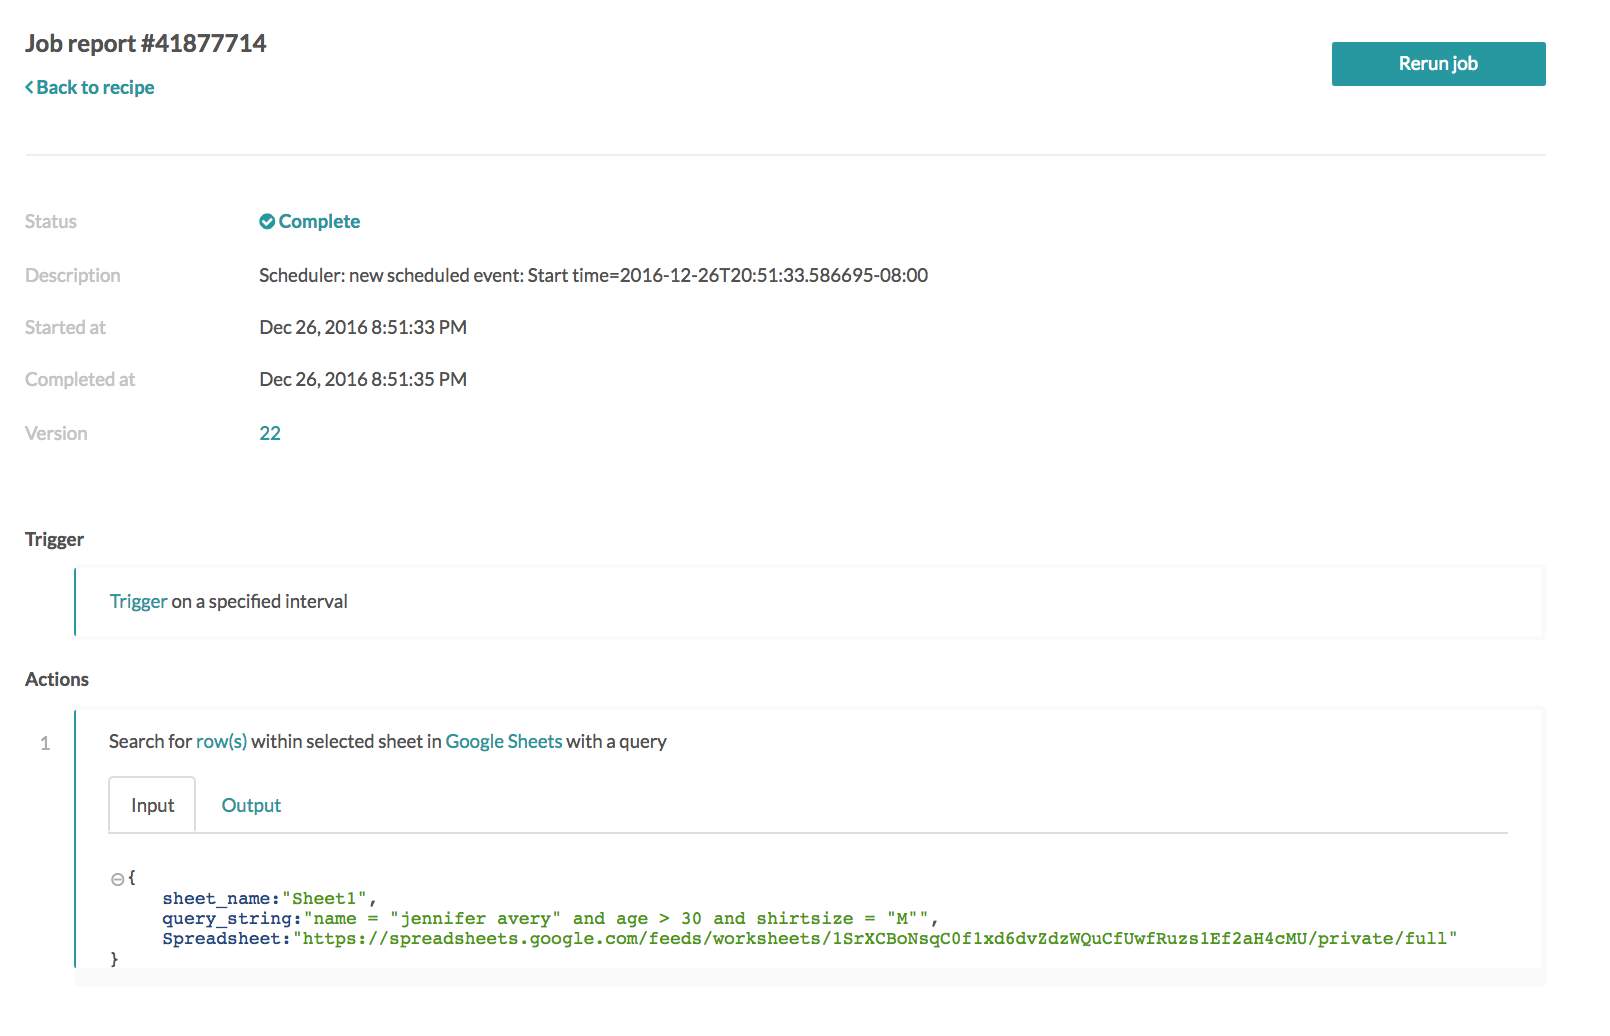 Job report #41877714
Rerun job
Back to recipe
Status Complete
Description Scheduler: new scheduled event: Start time=2016-12-26T20:51:33.586695-08:00
Started at Dec 26, 2016 8:51:33 PM
Completed at Dec 26, 2016 8:51:35 PM
Version 22
Trigger
Trigger on a specified interval
Actions
1 Search for row(s) within selected sheet in Google Sheets with a query
Input Output
{
sheet_name:"Sheet1",
query_string:"name = "jennifer avery" and age > 30 and shirtsize = "M"",
Spreadsheet:"https://spreadsheets.google.com/feeds/worksheets/1SrXCBoNsqC0f1xd6dvZdzWQuCfUwfRuzs1Ef2aH4cMU/private/full"
}